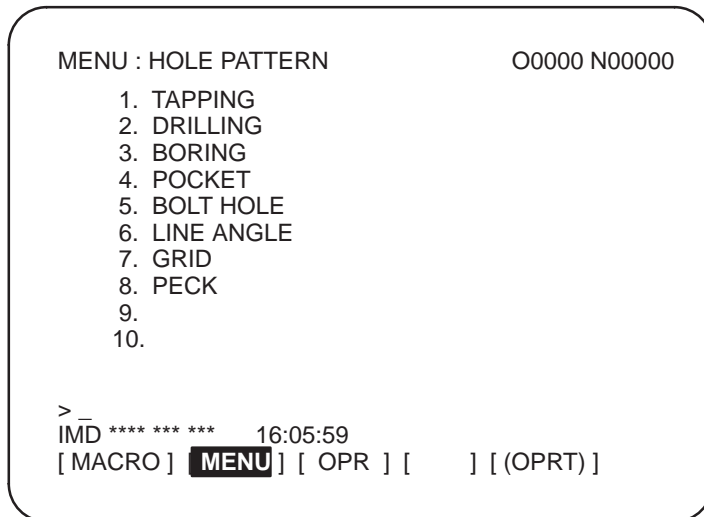 MENU : HOLE PATTERN O0000 N00000
1. TAPPING
2. DRILLING
3. BORING
4. POCKET
5. BOLT HOLE
6. LINE ANGLE
7. GRID
8. PECK
9.
10.
> _
IMD **** *** *** 16:05:59
[ MACRO ] [ MENU ] [ OPR ] [ ] [ (OPRT) ]